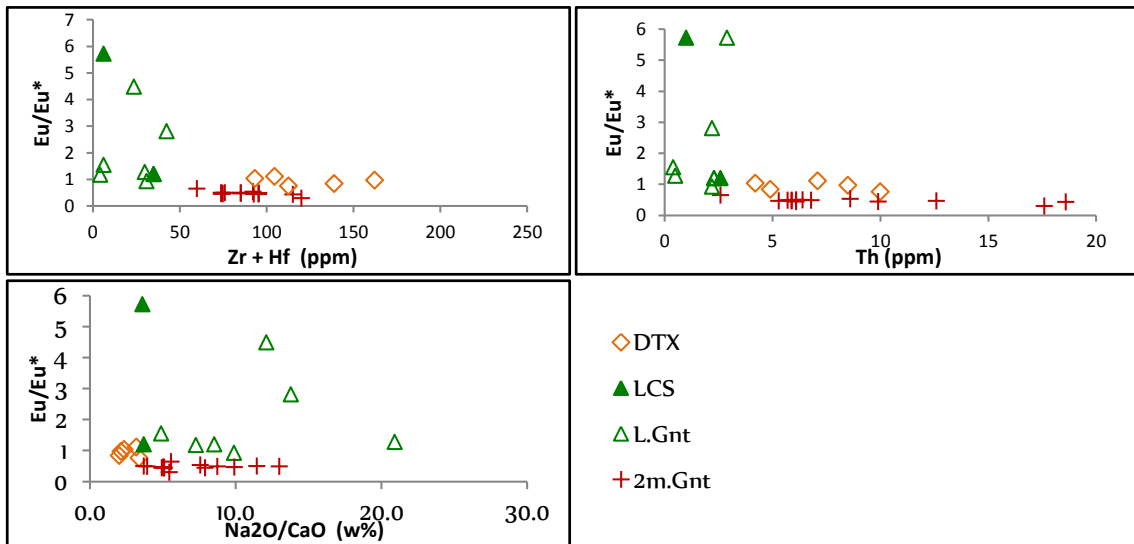 7
6
5
4
3
2
1
0
Eu/Eu*
0 50 100 150 200 250
Zr + Hf (ppm)
6
5
4
3
2
1
0
Eu/Eu*
0 5 10 15 20
Th (ppm)
6
5
4
3
2
1
0
Eu/Eu*
0.0 10.0 20.0 30.0
Na2O/CaO (w%)
DTX
LCS
L.Gnt
2m.Gnt